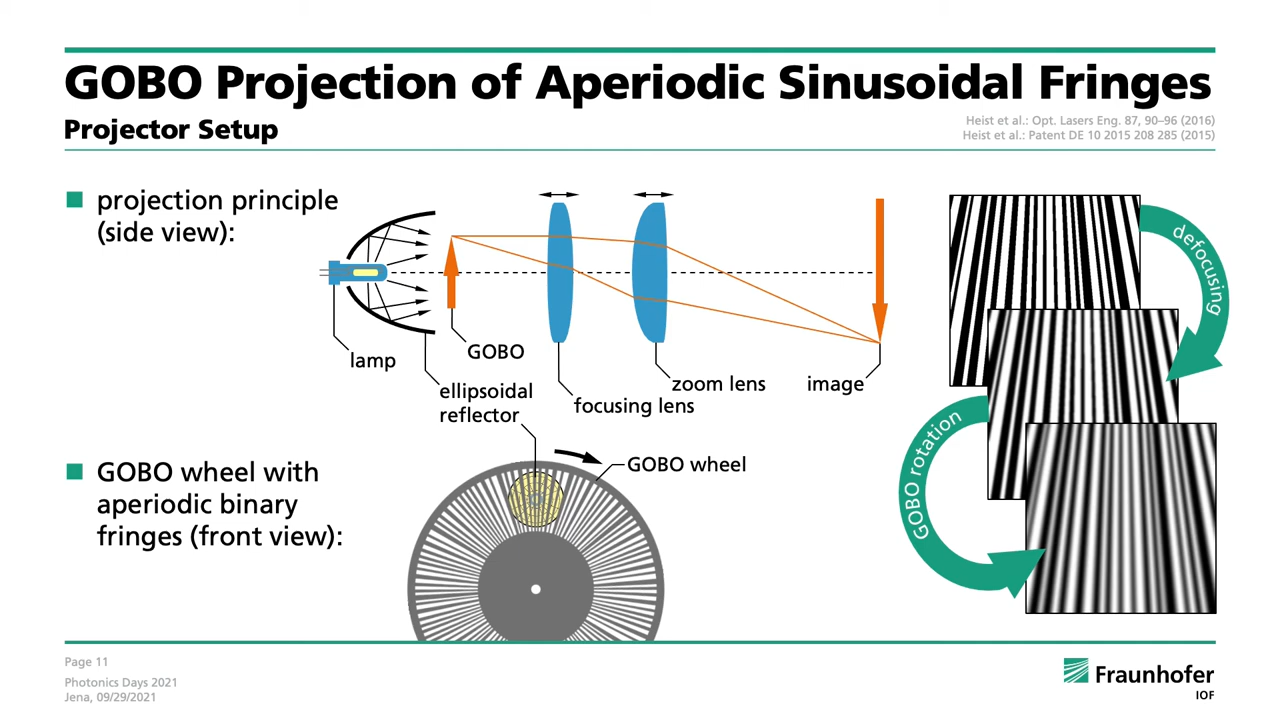 GOBO Projection of Aperiodic Sinusoidal Fringes
Projector Setup
Heist et al.: Opt. Lasers Eng. 87, 90–96 (2016)
Heist et al.: Patent DE 10 2015 208 285 (2015)
projection principle
(side view):
lamp
GOBO
ellipsoidal
reflector
focusing lens
zoom lens
image
defocusing
GOBO rotation
GOBO wheel with
aperiodic binary
fringes (front view):
GOBO wheel
Page 11
Photonics Days 2021
Jena, 09/29/2021
Fraunhofer
IOF